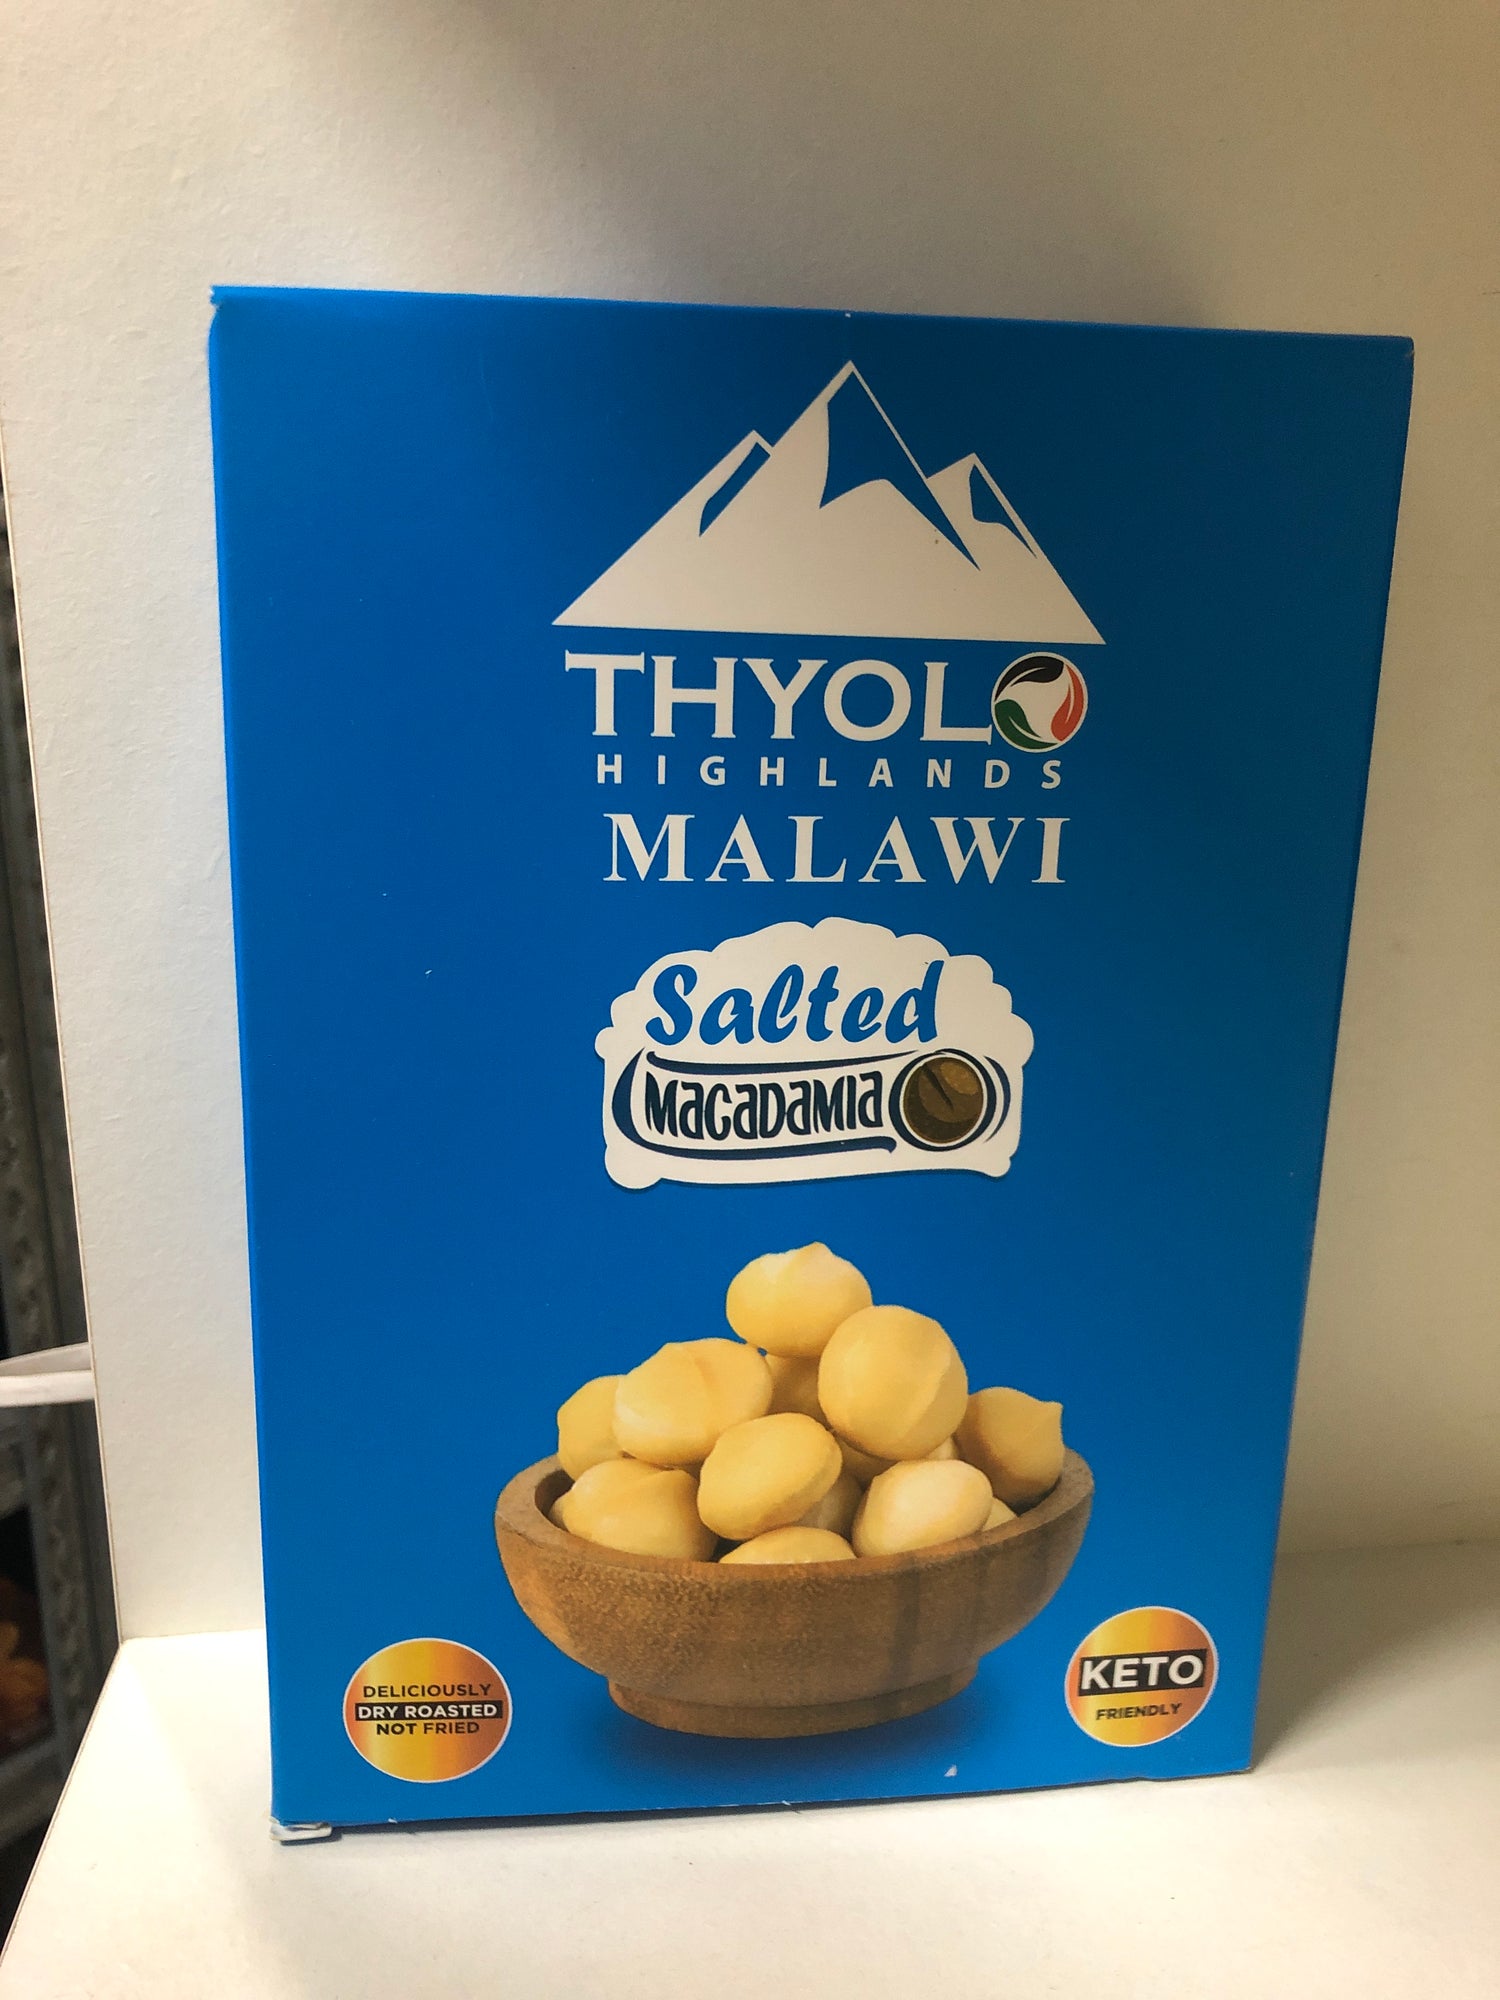 THYOLO
HIGHLANDS
MALAWI
Salted
MACADAMIA
DELICIOUSLY
DRY ROASTED
NOT FRIED
KETO
FRIENDLY